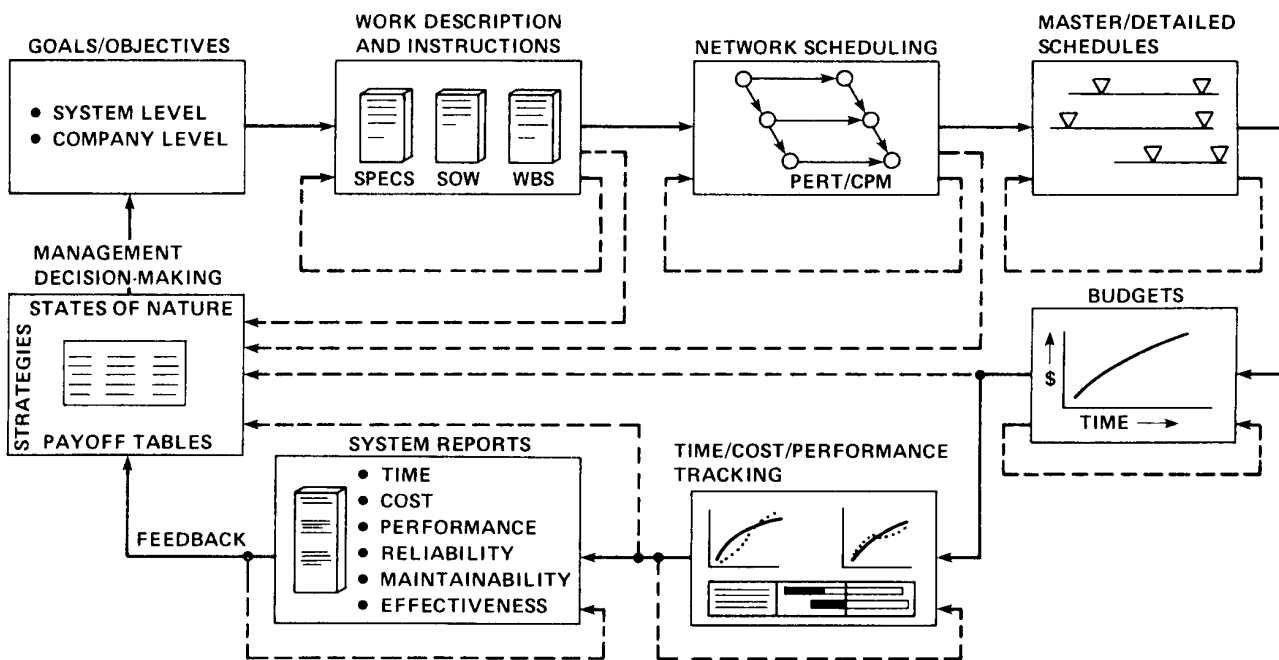 GOALS/OBJECTIVES
● SYSTEM LEVEL
● COMPANY LEVEL
WORK DESCRIPTION
AND INSTRUCTIONS
SPECS SOW WBS
NETWORK SCHEDULING
PERT/CPM
MASTER/DETAILED
SCHEDULES
MANAGEMENT
DECISION-MAKING
STATES OF NATURE
STRATEGIES
PAYOFF TABLES
BUDGETS
$
TIME
SYSTEM REPORTS
● TIME
● COST
● PERFORMANCE
● RELIABILITY
● MAINTAINABILITY
● EFFECTIVENESS
TIME/COST/PERFORMANCE
TRACKING
FEEDBACK